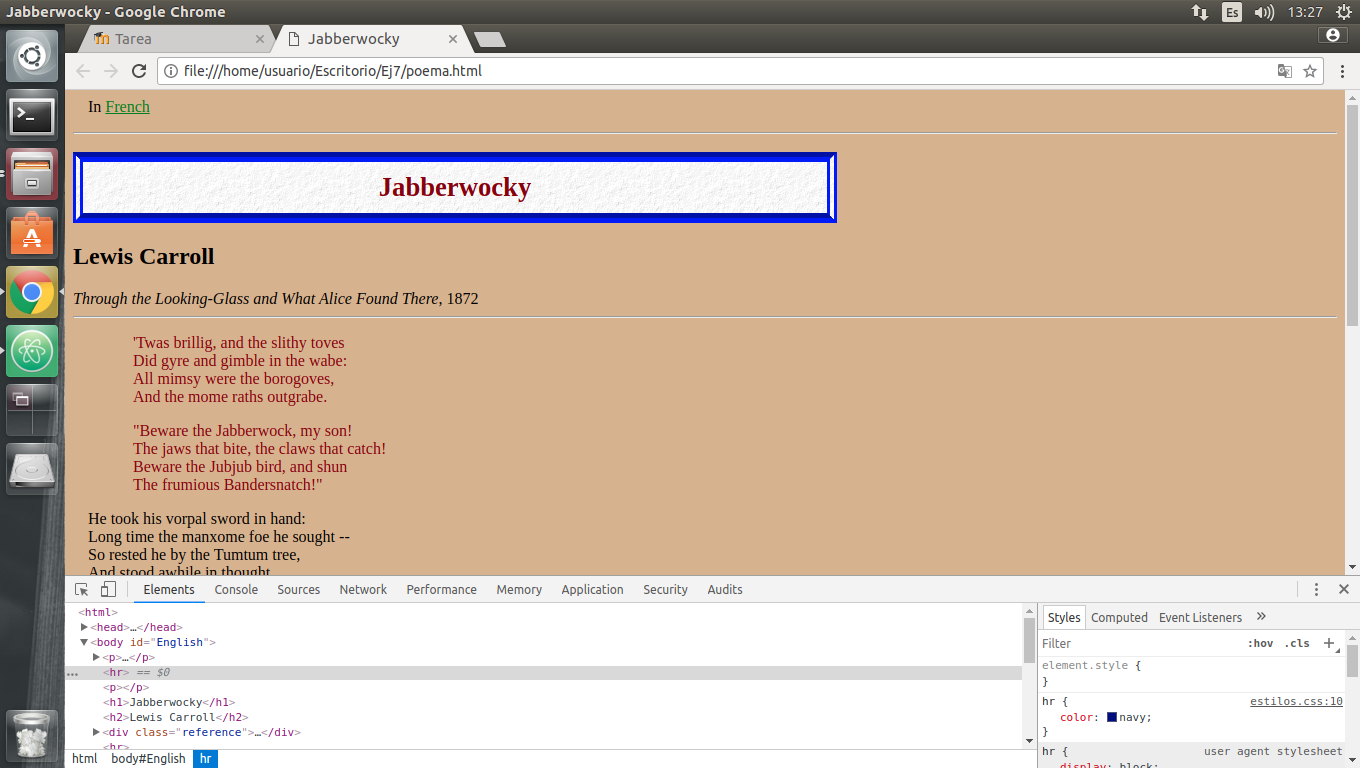 Jabberwocky - Google Chrome
Es
13:27
Tarea
Jabberwocky
file:///home/usuario/Escritorio/Ej7/poema.html
In French
Jabberwocky
Lewis Carroll
Through the Looking-Glass and What Alice Found There, 1872
'Twas brillig, and the slithy toves
Did gyre and gimble in the wabe:
All mimsy were the borogoves,
And the mome raths outgrabe.
"Beware the Jabberwock, my son!
The jaws that bite, the claws that catch!
Beware the Jubjub bird, and shun
The frumious Bandersnatch!"
He took his vorpal sword in hand:
Long time the manxome foe he sought --
So rested he by the Tumtum tree,
And stood awhile in thought.
Elements Console Sources Network Performance Memory Application Security Audits
<html>
<head>…</head>
<body id="English">
<p>…</p>
… <hr> == $0
<p></p>
<h1>Jabberwocky</h1>
<h2>Lewis Carroll</h2>
<div class="reference">…</div>
<hr>
html body#English hr
Styles Computed Event Listeners »
Filter :hov .cls +
element.style {
}
hr { estilos.css:10
color: navy;
}
hr { user agent stylesheet
display: block;